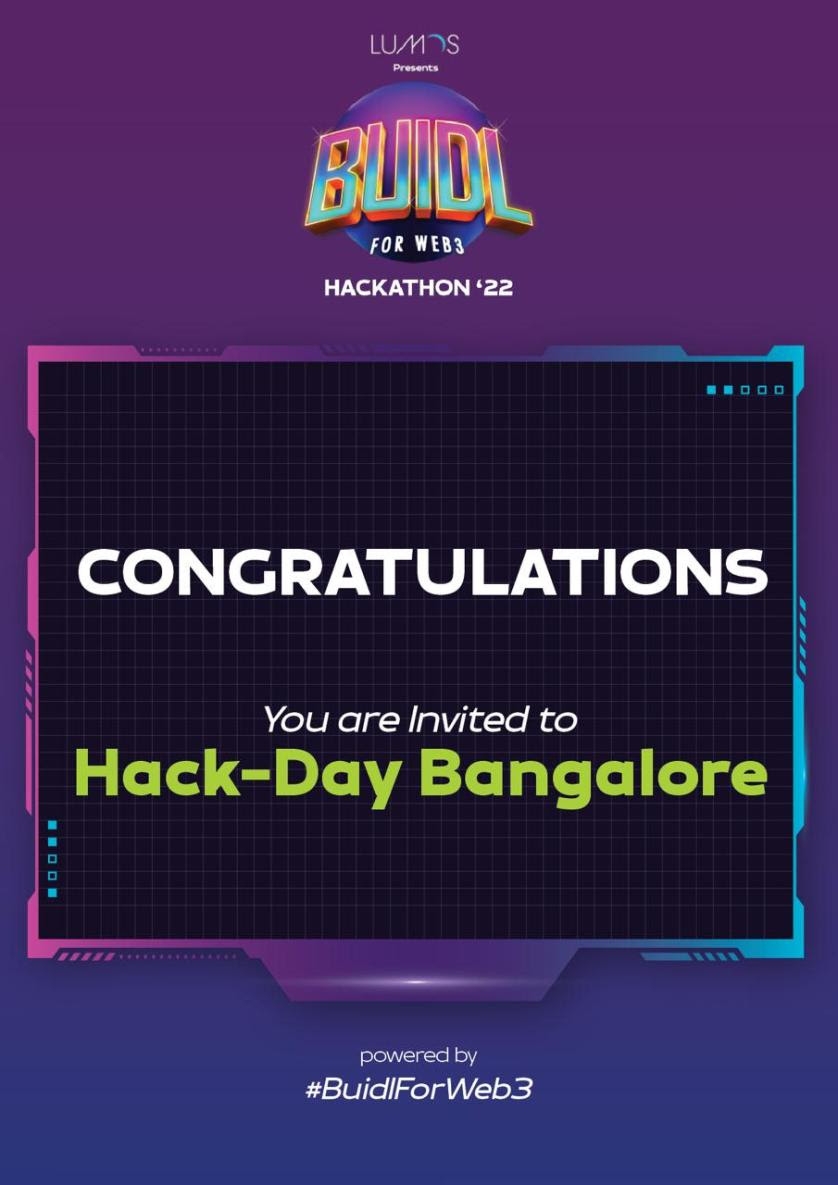 LUMOS
Presents
BUIDL
FOR WEB3
HACKATHON ‘22
CONGRATULATIONS
You are Invited to
Hack-Day Bangalore
powered by
#BuidlForWeb3